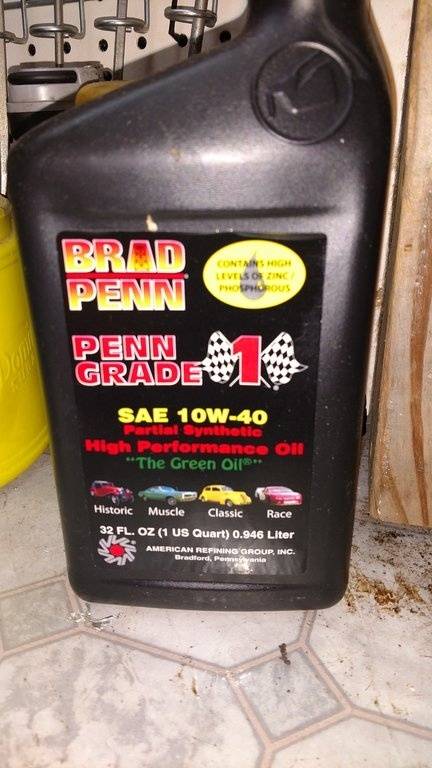 BRAD
PENN®
CONTAINS HIGH
LEVELS OF ZINC/
PHOSPHOROUS
PENN
GRADE 1®
SAE 10W-40
Partial Synthetic
High Performance Oil
"The Green Oil®"
Historic Muscle Classic Race
32 FL. OZ (1 US Quart) 0.946 Liter
AMERICAN REFINING GROUP, INC.
Bradford, Pennsylvania